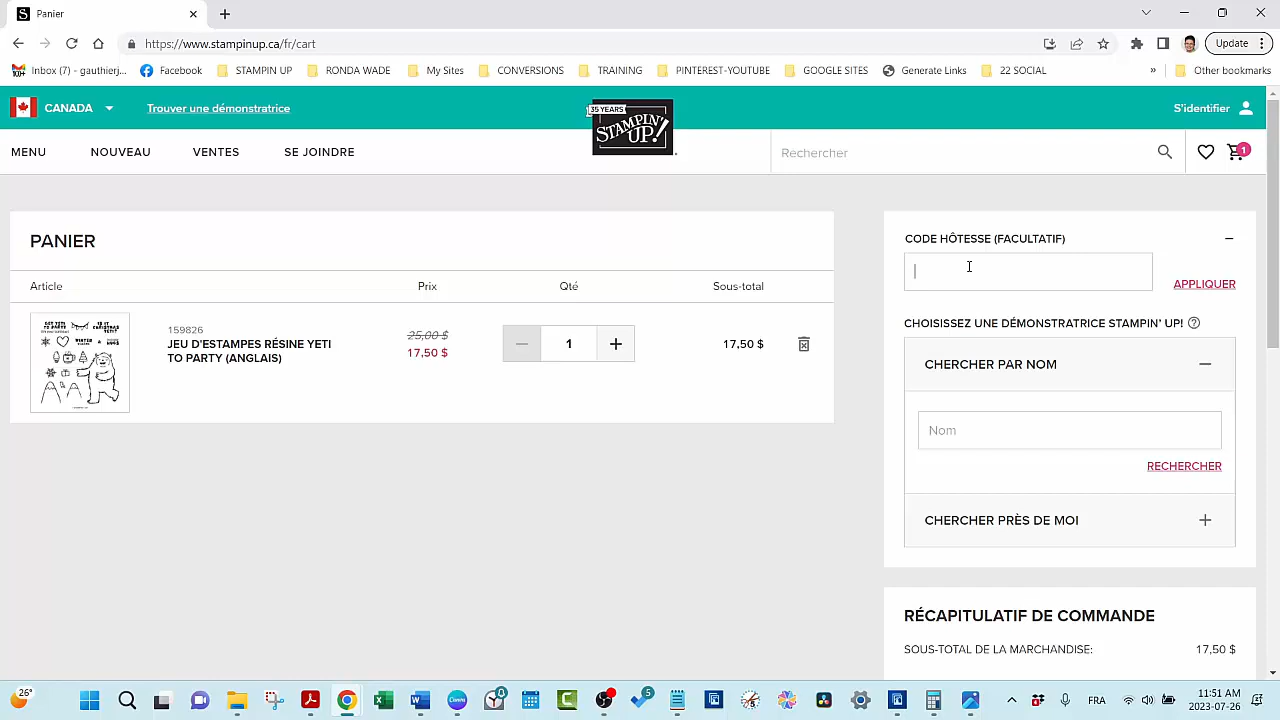 Panier
https://www.stampinup.ca/fr/cart
Update
Inbox (7) - gauthierj...
Facebook
STAMPIN UP
RONDA WADE
My Sites
CONVERSIONS
TRAINING
PINTEREST-YOUTUBE
GOOGLE SITES
Generate Links
22 SOCIAL
»
Other bookmarks
CANADA
Trouver une démonstratrice
35 YEARS
STAMPIN' UP!
S'identifier
MENU
NOUVEAU
VENTES
SE JOINDRE
Rechercher
1
PANIER
Article
Prix
Qté
Sous-total
159826
JEU D'ESTAMPES RÉSINE YETI
TO PARTY (ANGLAIS)
25,00 $
17,50 $
1
17,50 $
CODE HÔTESSE (FACULTATIF)
APPLIQUER
CHOISISSEZ UNE DÉMONSTRATRICE STAMPIN' UP!
CHERCHER PAR NOM
Nom
RECHERCHER
CHERCHER PRÈS DE MOI
RÉCAPITULATIF DE COMMANDE
SOUS-TOTAL DE LA MARCHANDISE:
17,50 $
26°
0
5
FRA
11:51 AM
2023-07-26